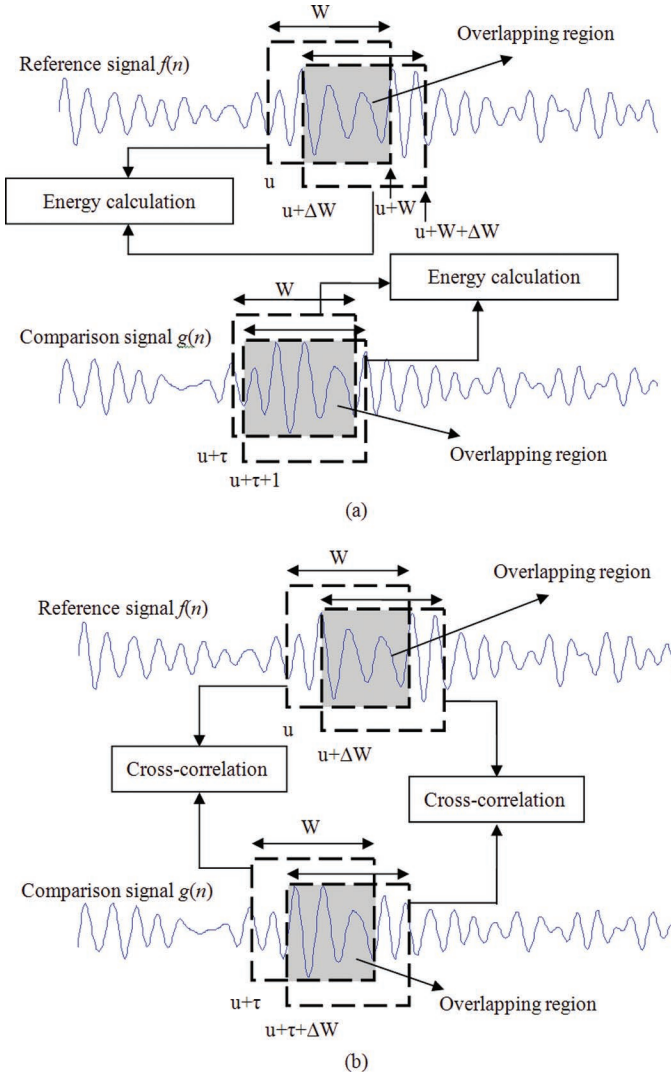 W
Overlapping region
Reference signal f(n)
u
u+ΔW
u+W
u+W+ΔW
Energy calculation
W
Energy calculation
Comparison signal g(n)
u+τ
u+τ+1
Overlapping region
(a)
W
Overlapping region
Reference signal f(n)
u
u+ΔW
Cross-correlation
Cross-correlation
W
Comparison signal g(n)
u+τ
u+τ+ΔW
Overlapping region
(b)